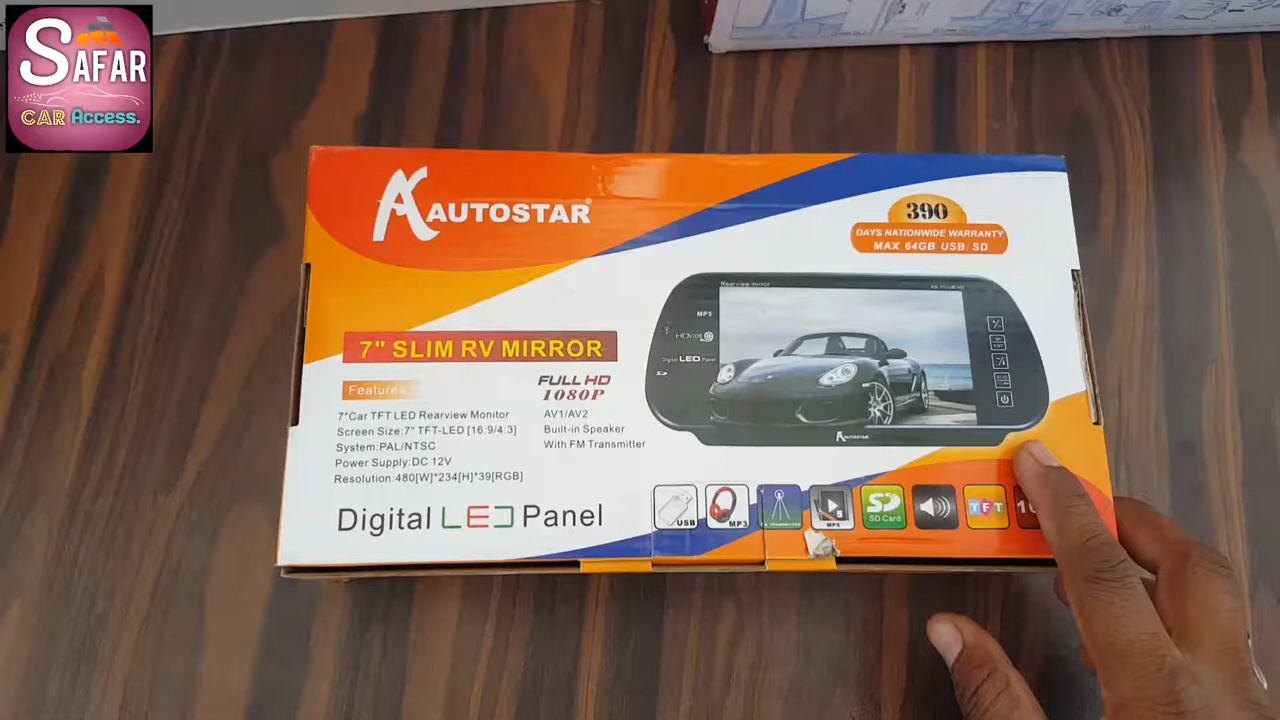 SAFAR
CAR Access.
AUTOSTAR®
390
DAYS NATIONWIDE WARRANTY
MAX 64GB USB/SD
7" SLIM RV MIRROR
Features
7"Car TFT LED Rearview Monitor
Screen Size:7" TFT-LED [16:9/4:3]
System:PAL/NTSC
Power Supply:DC 12V
Resolution:480[W]*234[H]*39[RGB]
FULL HD
1080P
AV1/AV2
Built-in Speaker
With FM Transmitter
Digital LED Panel
Rearview mirror
MP5
Digital LED Panel
AUTOSTAR
USB
MP3
TRANSMITTER
MP5
SD
SD Card
TFT